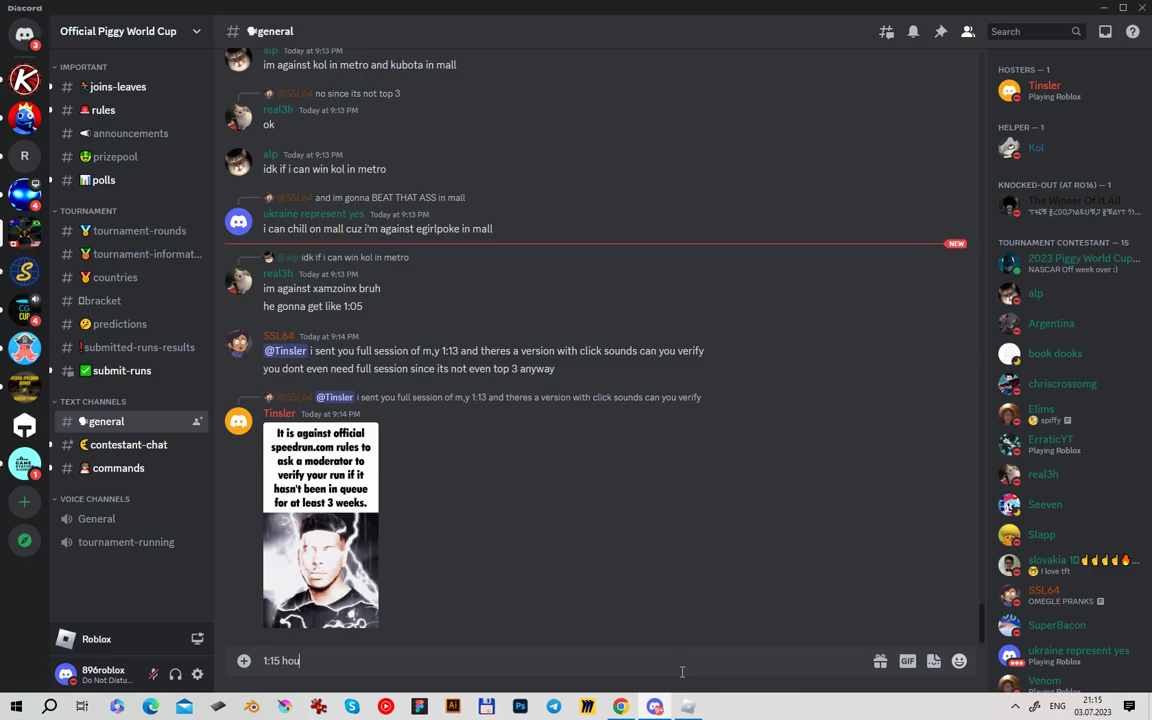 Discord
Official Piggy World Cup
🗣general
Search
3
IMPORTANT
joins-leaves
rules
announcements
prizepool
polls
TOURNAMENT
tournament-rounds
tournament-informat...
countries
bracket
predictions
submitted-runs-results
submit-runs
TEXT CHANNELS
general
contestant-chat
commands
VOICE CHANNELS
General
tournament-running
Roblox
896roblox
Do Not Distu...
R
4
CG
CUP
4
1
alp Today at 9:13 PM
im against kol in metro and kubota in mall
@SSL64 no since its not top 3
real3h Today at 9:13 PM
ok
alp Today at 9:13 PM
idk if i can win kol in metro
@SSL64 and im gonna BEAT THAT ASS in mall
ukraine represent yes Today at 9:13 PM
i can chill on mall cuz i'm against egirlpoke in mall
NEW
@alp idk if i can win kol in metro
real3h Today at 9:13 PM
im against xamzoinx bruh
he gonna get like 1:05
SSL64 Today at 9:14 PM
@Tinsler i sent you full session of m,y 1:13 and theres a version with click sounds can you verify
you dont even need full session since its not even top 3 anyway
@SSL64 @Tinsler i sent you full session of m,y 1:13 and theres a version with click sounds can you verify
Tinsler Today at 9:14 PM
It is against official
speedrun.com rules to
ask a moderator to
verify your run if it
hasn't been in queue
for at least 3 weeks.
1:15 hou
GIF
HOSTERS — 1
Tinsler
Playing Roblox
HELPER — 1
Kol
KNOCKED-OUT (AT RO16) — 1
The Winner Of It All
TOURNAMENT CONTESTANT — 15
2023 Piggy World Cup...
NASCAR Off week over :)
alp
Argentina
book dooks
chriscrossomg
Elims
spiffy
ErraticYT
Playing Roblox
real3h
Seeven
Slapp
slovakia
I love tft
SSL64
OMEGLE PRANKS
SuperBacon
ukraine represent yes
Playing Roblox
Venom
Playing Roblox
ENG
21:15
03.07.2023